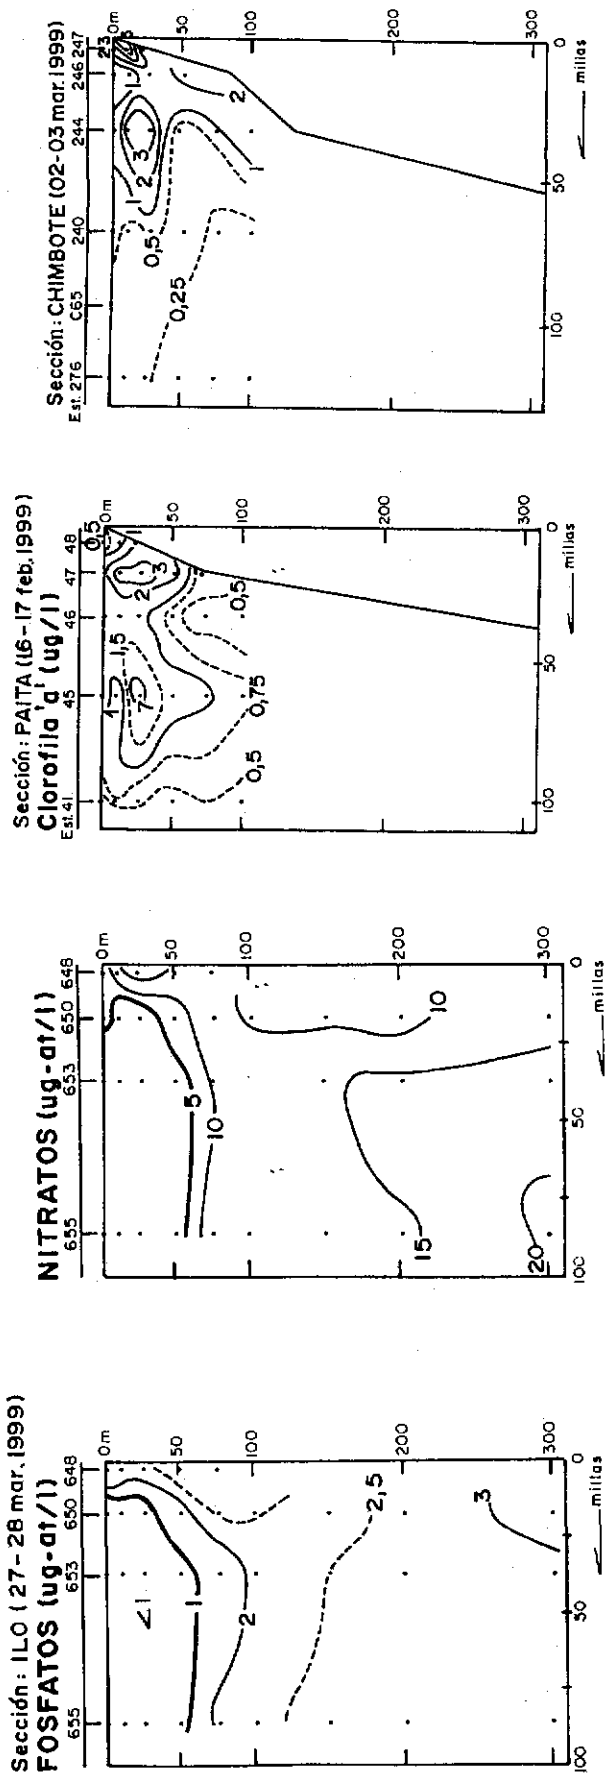 Sección: ILO (27-28 mar. 1999)
FOSFATOS (ug-at/l)
655 653 650 648
0m
50
100
200
300
<1
1
2
2,5
3
100 50 0
millas
NITRATOS (ug-at/l)
655 653 650 648
0m
50
100
200
300
5
10
10
15
20
100 50 0
millas
Sección: PAITA (16-17 feb. 1999)
Clorofila 'a' (ug/l)
Est. 41 45 46 47 48
0m
50
100
200
300
0,5
1
3
2
1,5
1
0,5
0,75
0,5
100 50 0
millas
Sección: CHIMBOTE (02-03 mar. 1999)
Est. 276 C65 240 244 246 247
0m
50
100
200
300
1
2
3
2
1
1
0,5
0,25
100 50 0
millas